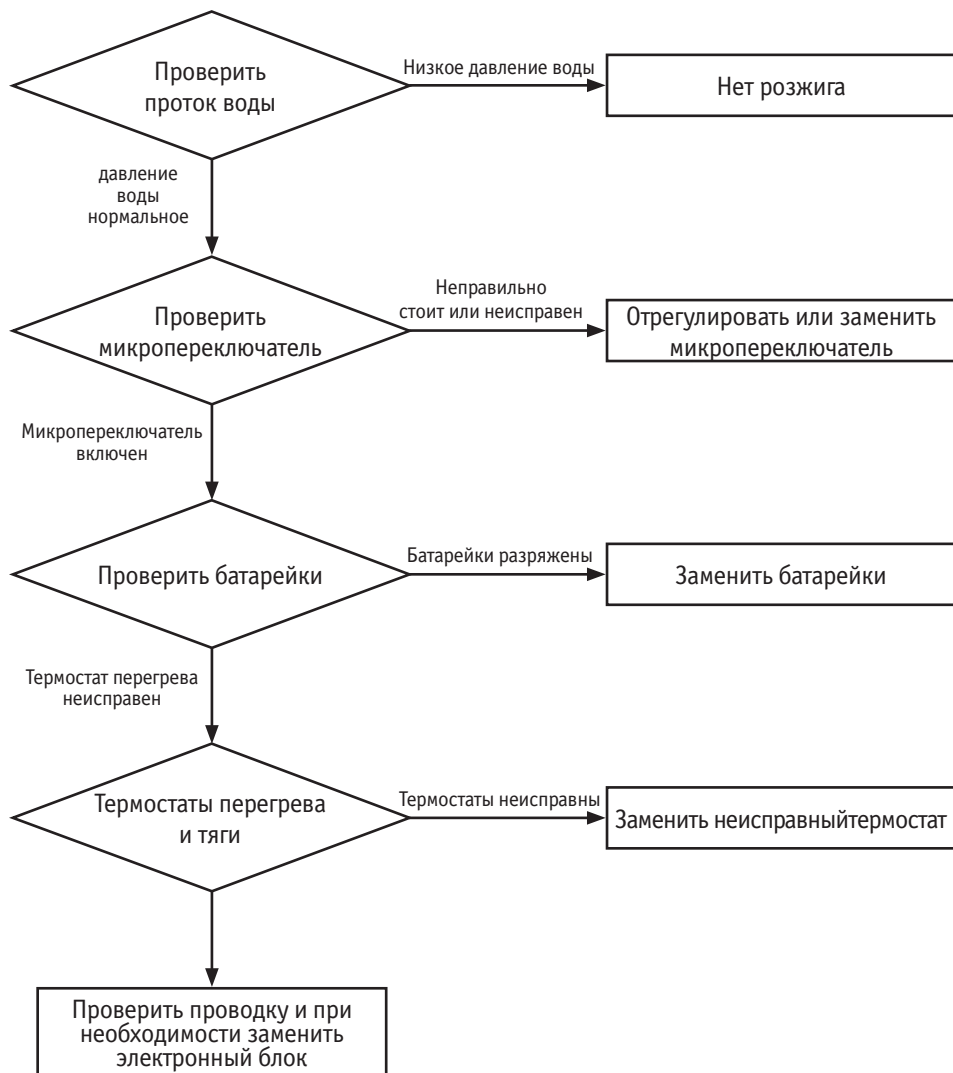 Проверить
проток воды
Низкое давление воды
Нет розжига
давление
воды
нормальное
Проверить
микропереключатель
Неправильно
стоит или неисправен
Отрегулировать или заменить
микропереключатель
Микропереключатель
включен
Проверить батарейки
Батарейки разряжены
Заменить батарейки
Термостат перегрева
неисправен
Термостаты перегрева
и тяги
Термостаты неисправны
Заменить неисправныйтермостат
Проверить проводку и при
необходимости заменить
электронный блок